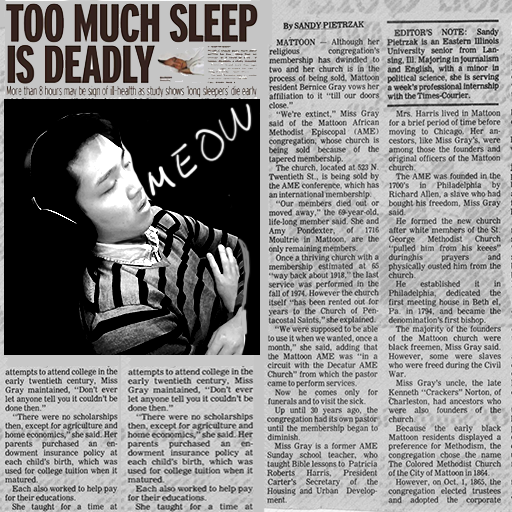 TOO MUCH SLEEP
IS DEADLY
More than 8 hours may be sign of ill-health as study shows 'long sleepers' die early
MEOW
attempts to attend college in the
early twentieth century, Miss
Gray maintained, "Don't ever
let anyone tell you it couldn't be
done then."
"There were no scholarships
then, except for agriculture and
home economics," she said. Her
parents purchased an en-
dowment insurance policy at
each child's birth, which was
used for college tuition when it
matured.
Each also worked to help pay
for their educations.
She taught for a time at
attempts to attend college in the
early twentieth century, Miss
Gray maintained, "Don't ever
let anyone tell you it couldn't be
done then."
"There were no scholarships
then, except for agriculture and
home economics," she said. Her
parents purchased an en-
dowment insurance policy at
each child's birth, which was
used for college tuition when it
matured.
Each also worked to help pay
for their educations.
She taught for a time at
By SANDY PIETRZAK
MATTOON — Although her
religious congregation's
membership has dwindled to
two and her church is in the
process of being sold, Mattoon
resident Bernice Gray vows her
affiliation to it "till our doors
close."
"We're extinct," Miss Gray
said of the Mattoon African
Methodist Episcopal (AME)
congregation, whose church is
being sold because of the
tapered membership.
The church, located at 523 N.
Twentieth St., is being sold by
the AME conference, which has
an international membership.
"Our members died out or
moved away," the 69-year-old,
life-long member said. She and
Amy Pondexter, of 1716
Moultrie in Mattoon, are the
only remaining members.
Once a thriving church with a
membership estimated at 65
"way back about 1918," the last
service was performed in the
fall of 1974. However the church
itself "has been rented out for
years to the Church of Pen-
tacostal Saints," she explained.
"We were supposed to be able
to use it when we wanted, once a
month," she said, adding that
the Mattoon AME was "in a
circuit with the Decatur AME
Church" from which the pastor
came to perform services.
Now he comes only for
funerals and to visit the sick.
Up until 30 years ago, the
congregation had its own pastor
until the membership began to
diminish.
Miss Gray is a former AME
Sunday school teacher, who
taught Bible lessons to Patricia
Roberts Harris, President
Carter's Secretary of the
Housing and Urban Develop-
ment.
EDITOR'S NOTE: Sandy
Pietrzak is an Eastern Illinois
University senior from Lan-
sing, Ill. Majoring in journalism
and English, with a minor in
political science, she is serving
a week's professional internship
with the Times-Courier.
Mrs. Harris lived in Mattoon
for a brief period of time before
moving to Chicago. Her an-
cestors, like Miss Gray's, were
among those the founders and
original officers of the Mattoon
church.
The AME was founded in the
1700's in Philadelphia by
Richard Allen, a slave who had
bought his freedom, Miss Gray
said.
He formed the new church
after white members of the St.
George Methodist Church
"pulled him from his knees"
duringhis prayers and
physically ousted him from the
church.
He established it in
Philadelphia, dedicated the
first meeting house in Beth el,
Pa. in 1794, and became the
denomination's first bishop.
The majority of the founders
of the Mattoon church were
black freemen, Miss Gray said.
However, some were slaves
who were freed during the Civil
War.
Miss Gray's uncle, the late
Kenneth "Crackers" Norton, of
Charleston, had ancestors who
were also founders of the
church.
Because the early black
Mattoon residents displayed a
preference for Methodism, the
congregation chose the name
The Colored Methodist Church
of the City of Mattoon in 1864.
However, on Oct. 1, 1865, the
congregation elected trustees
and adopted the corporate